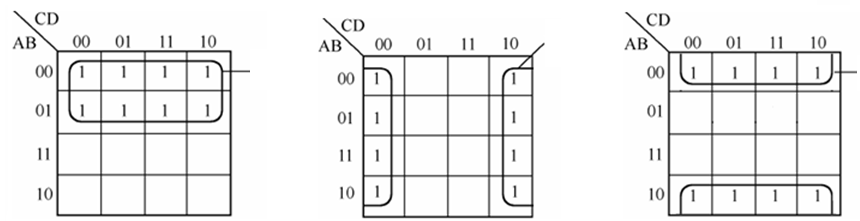 CD
AB 00 01 11 10
00 1 1 1 1
01 1 1 1 1
11
10
CD
AB 00 01 11 10
00 1 1
01 1 1
11 1 1
10 1 1
CD
AB 00 01 11 10
00 1 1 1 1
01
11
10 1 1 1 1